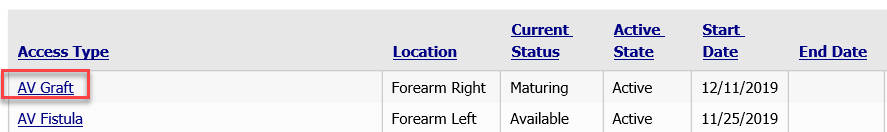 Access Type Location Current Status Active State Start Date End Date
AV Graft Forearm Right Maturing Active 12/11/2019
AV Fistula Forearm Left Available Active 11/25/2019